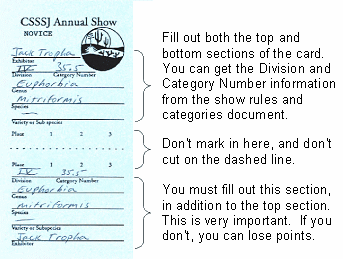 CSSSJ Annual Show
NOVICE
Jack Tropha
Exhibitor
IV 35.5
Division Category Number
Euphorbia
Genus
Mitriformis
Species
—
Variety or Sub species
Place 1 2 3
Place 1 2 3
IV 35.5
Division Category Number
Euphorbia
Genus
mitriformis
Species
—
Variety or Subspecies
Jack Tropha
Exhibitor
Fill out both the top and
bottom sections of the card.
You can get the Division and
Category Number information
from the show rules and
categories document.
Don't mark in here, and don't
cut on the dashed line.
You must fill out this section,
in addition to the top section.
This is very important. If you
don't, you can lose points.